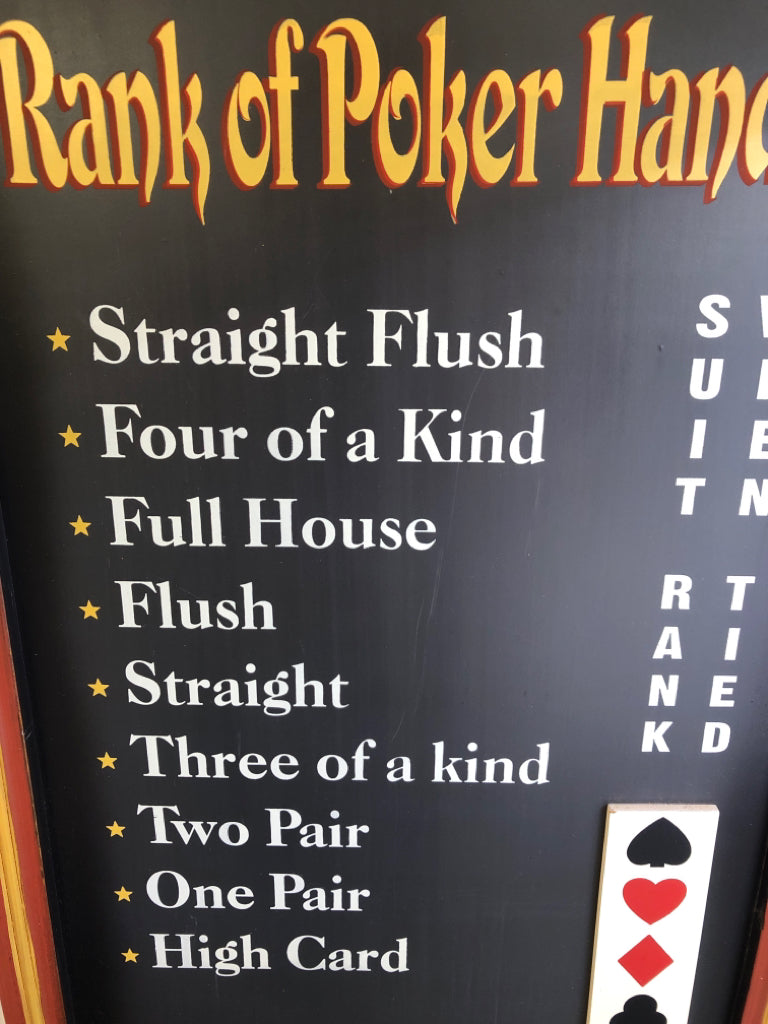 Rank of Poker Hand
Straight Flush
Four of a Kind
Full House
Flush
Straight
Three of a kind
Two Pair
One Pair
High Card
SUIT
RANK
TIED